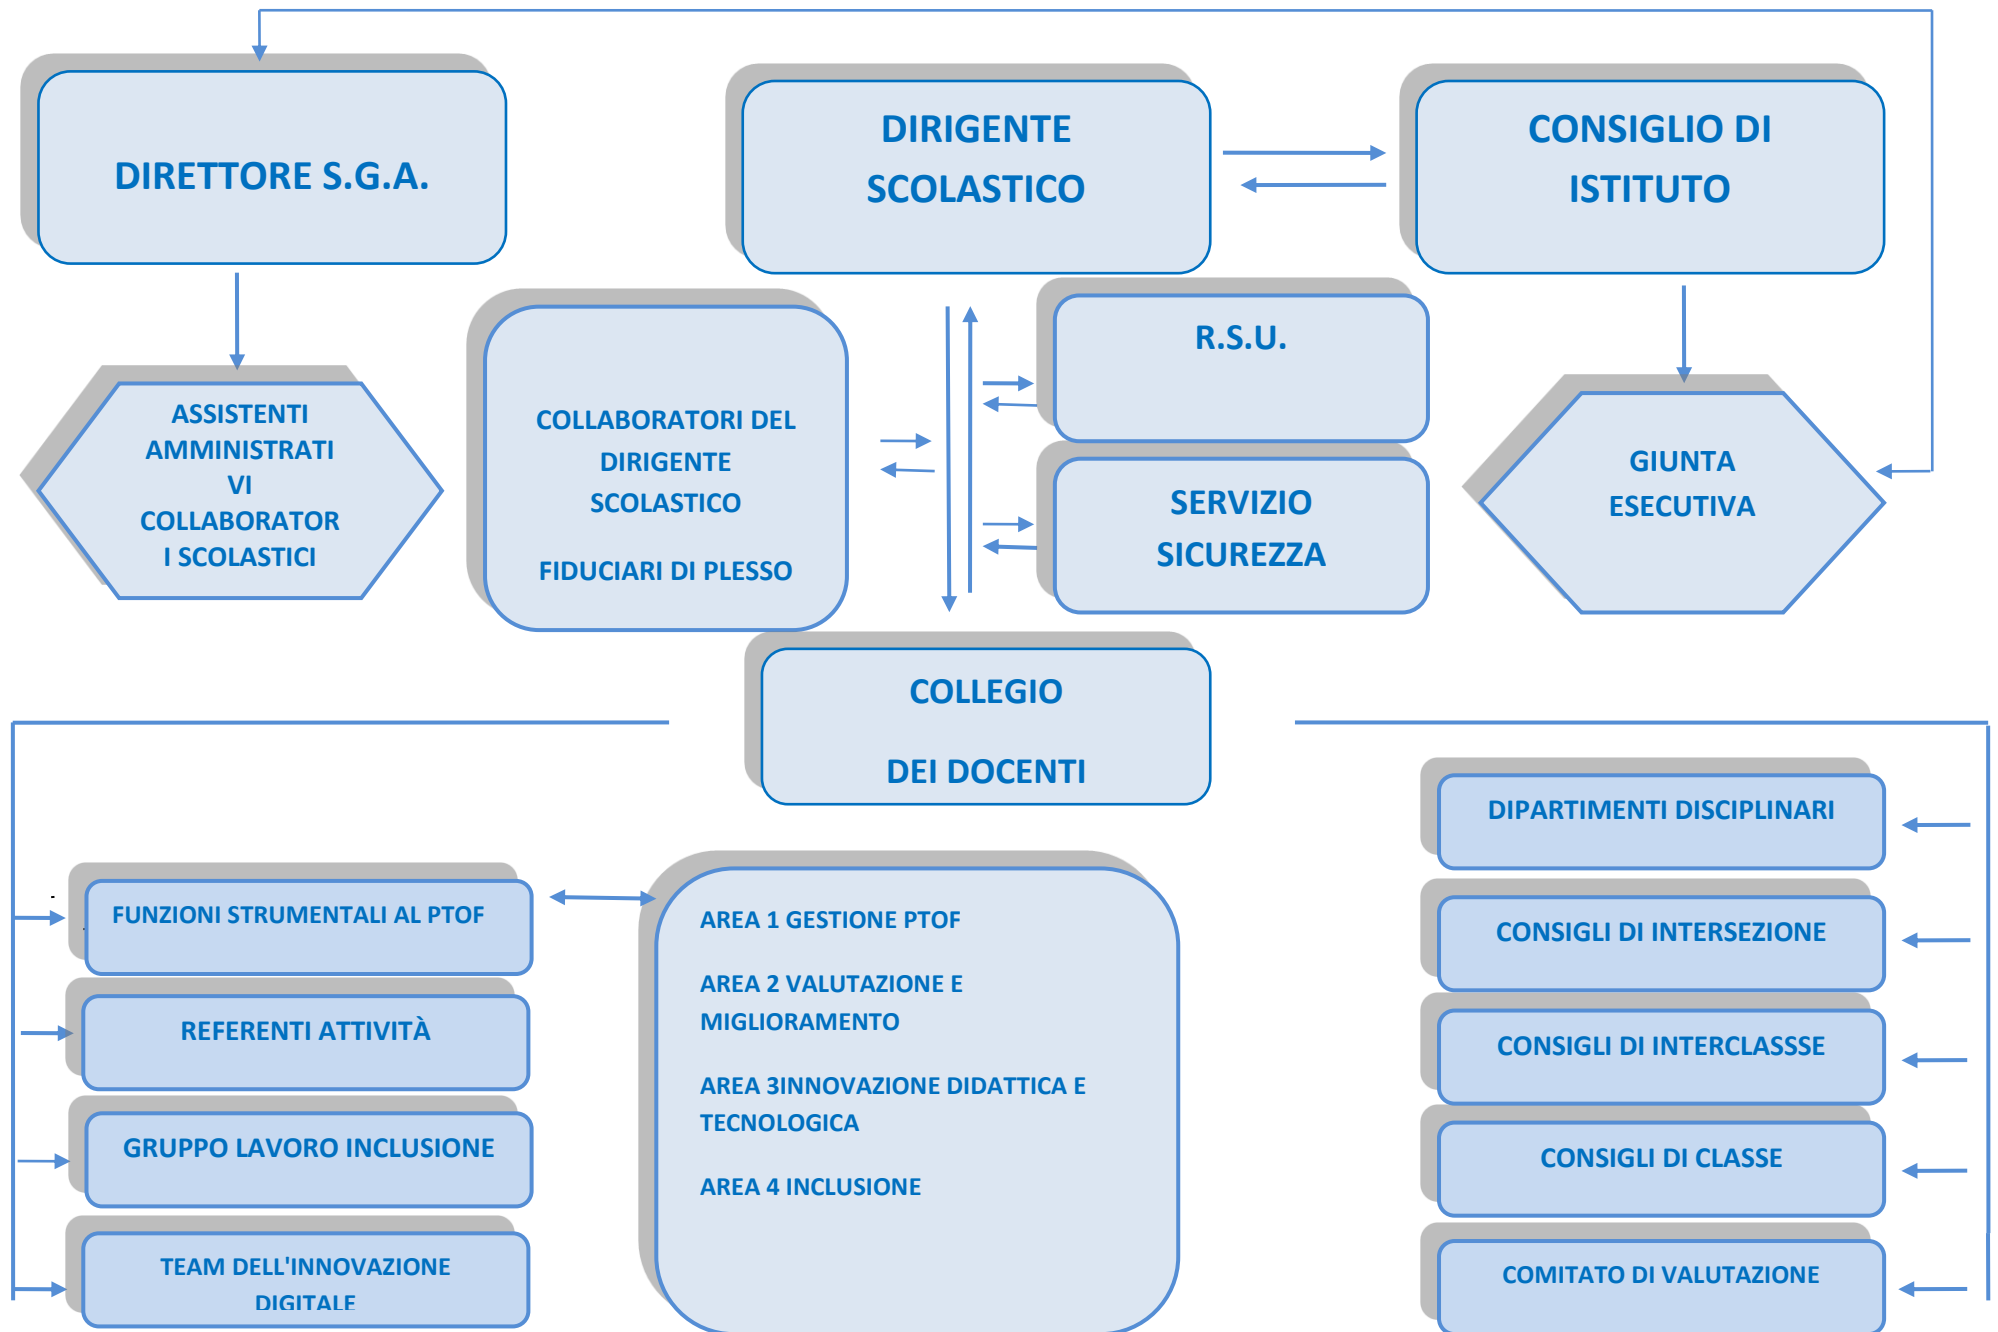 DIRETTORE S.G.A.
DIRIGENTE
SCOLASTICO
CONSIGLIO DI
ISTITUTO
ASSISTENTI
AMMINISTRATI
VI
COLLABORATOR
I SCOLASTICI
COLLABORATORI DEL
DIRIGENTE
SCOLASTICO
FIDUCIARI DI PLESSO
R.S.U.
SERVIZIO
SICUREZZA
GIUNTA
ESECUTIVA
COLLEGIO
DEI DOCENTI
FUNZIONI STRUMENTALI AL PTOF
REFERENTI ATTIVITÀ
GRUPPO LAVORO INCLUSIONE
TEAM DELL'INNOVAZIONE
DIGITALE
AREA 1 GESTIONE PTOF
AREA 2 VALUTAZIONE E
MIGLIORAMENTO
AREA 3INNOVAZIONE DIDATTICA E
TECNOLOGICA
AREA 4 INCLUSIONE
DIPARTIMENTI DISCIPLINARI
CONSIGLI DI INTERSEZIONE
CONSIGLI DI INTERCLASSSE
CONSIGLI DI CLASSE
COMITATO DI VALUTAZIONE